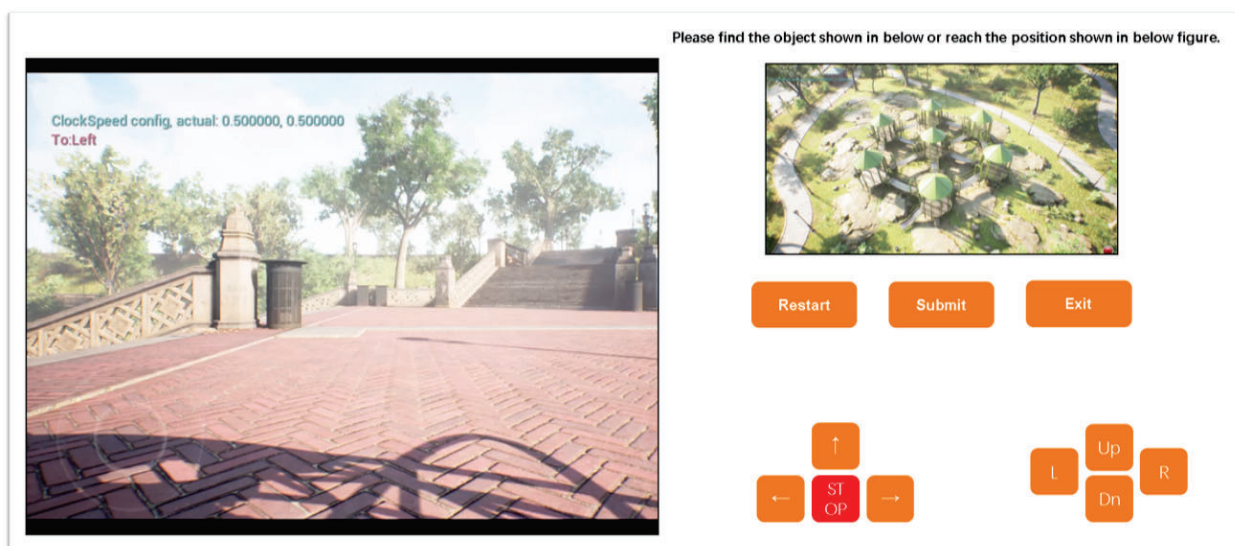 Please find the object shown in below or reach the position shown in below figure.
ClockSpeed config, actual: 0.500000, 0.500000
To:Left
Restart
Submit
Exit
↑
←
ST
OP
→
Up
L
R
Dn